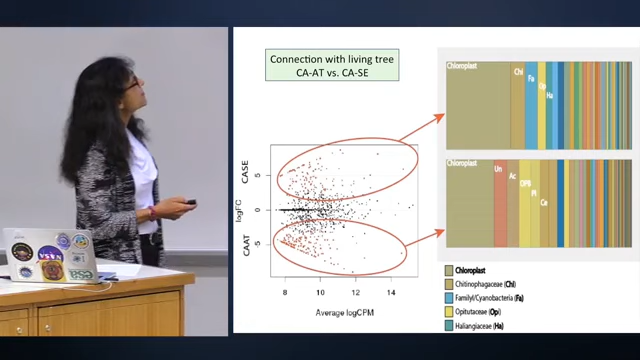 Connection with living tree
CA-AT vs. CA-SE
Chloroplast
Chi
Fa
Opi
Ha
CASE
CAAT
logFC
5
0
-5
8
10
12
14
Average logCPM
Chloroplast
Un
Ac
OPB
Pl
Ce
Chloroplast
Chitinophagaceae (Chi)
FamilyI/Cyanobacteria (Fa)
Opitutaceae (Opi)
Haliangiaceae (Ha)